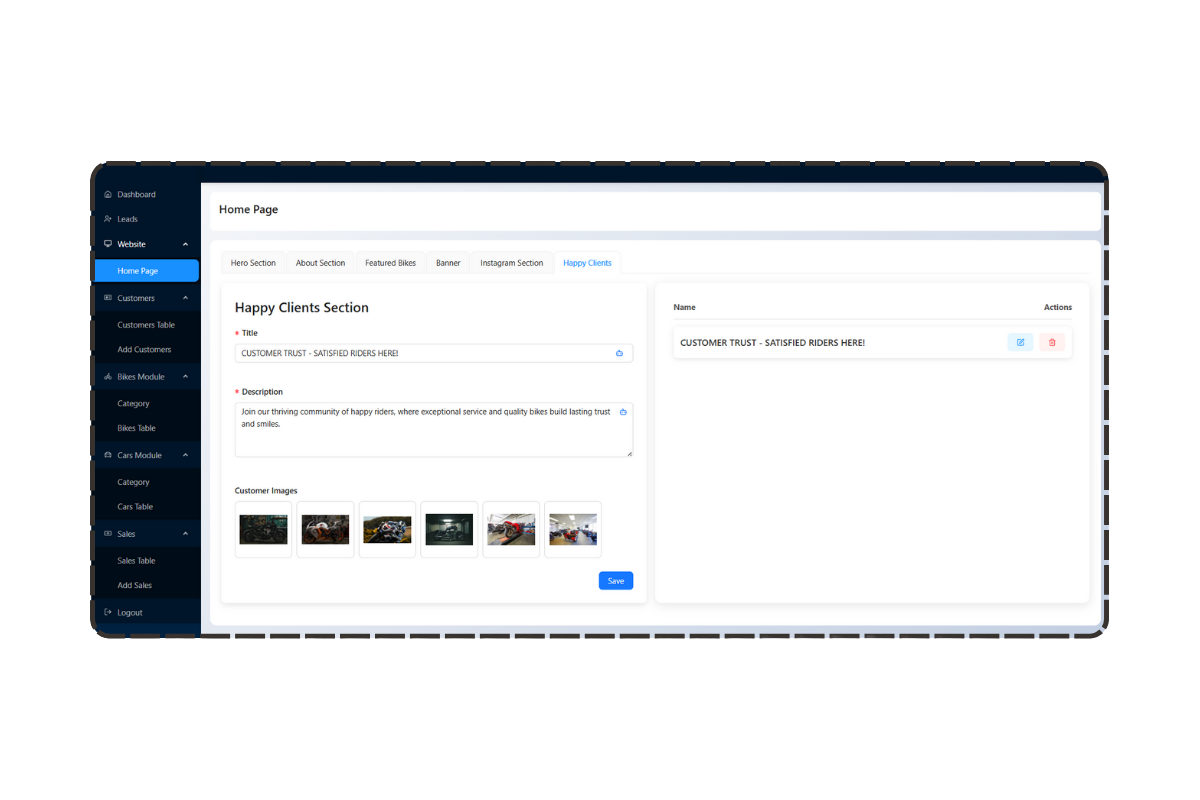 Dashboard
Leads
Website
Home Page
Customers
Customers Table
Add Customers
Bikes Module
Category
Bikes Table
Cars Module
Category
Cars Table
Sales
Sales Table
Add Sales
Logout
Home Page
Hero Section About Section Featured Bikes Banner Instagram Section Happy Clients
Happy Clients Section
* Title
CUSTOMER TRUST - SATISFIED RIDERS HERE!
* Description
Join our thriving community of happy riders, where exceptional service and quality bikes build lasting trust
and smiles.
Customer Images
Save
Name Actions
CUSTOMER TRUST - SATISFIED RIDERS HERE!